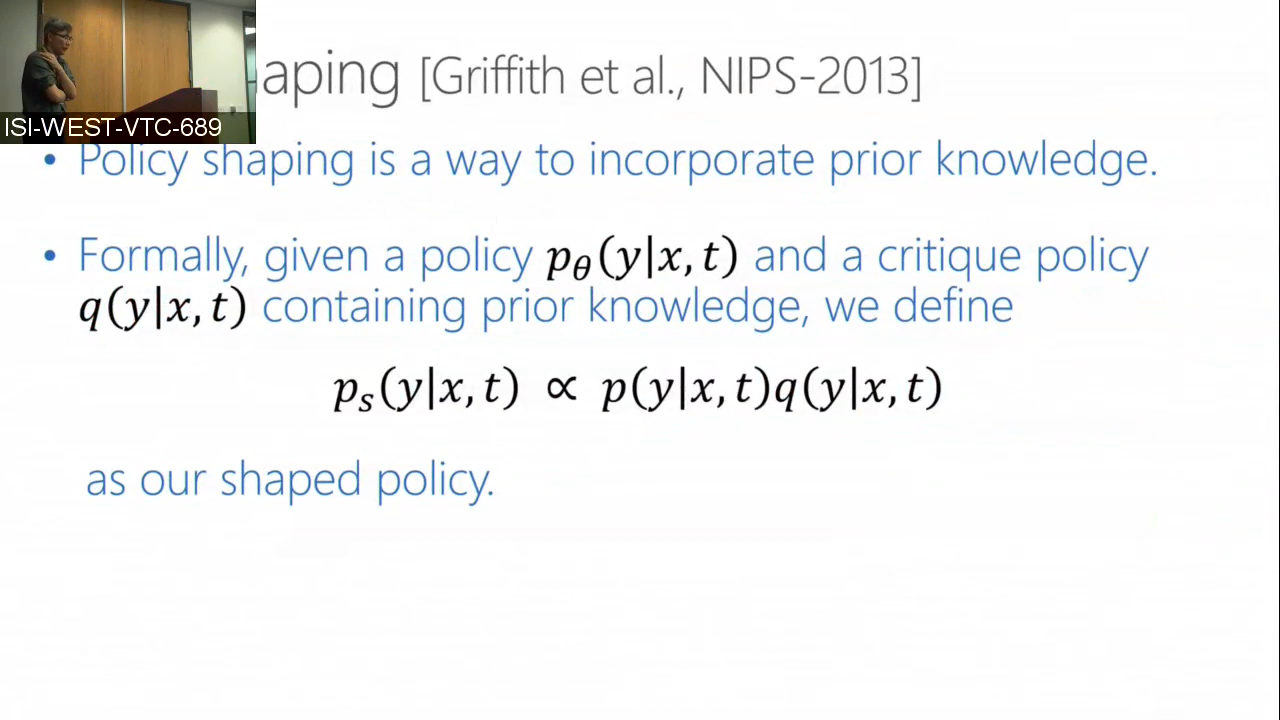 aping [Griffith et al., NIPS-2013]
ISI-WEST-VTC-689
• Policy shaping is a way to incorporate prior knowledge.
• Formally, given a policy pθ(y|x, t) and a critique policy
q(y|x, t) containing prior knowledge, we define
pₛ(y|x, t) ∝ p(y|x, t)q(y|x, t)
as our shaped policy.